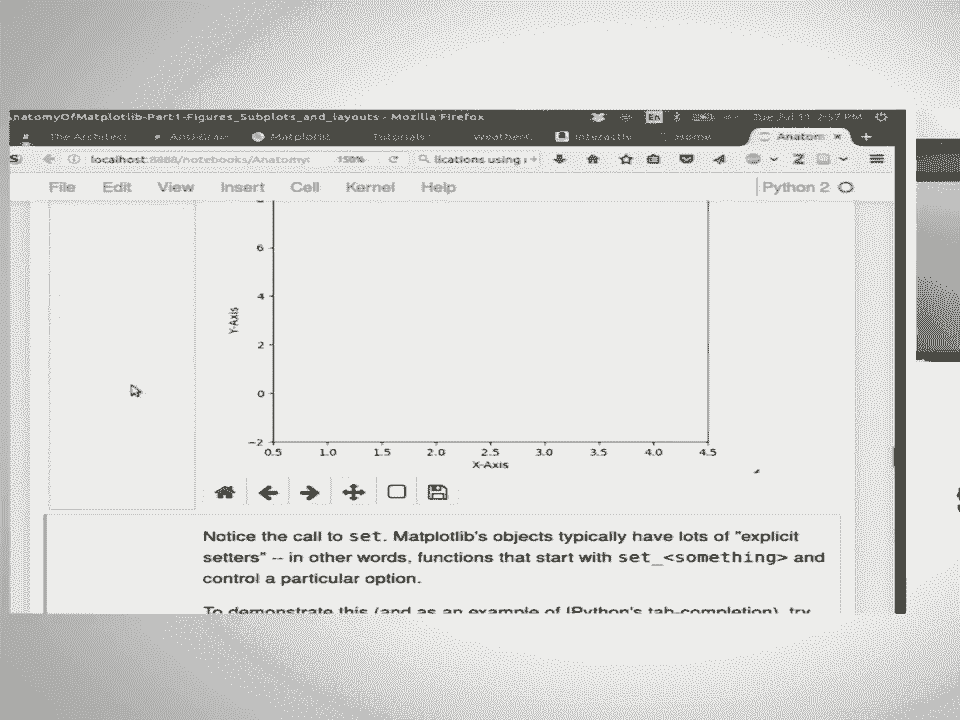 AnatomyOfMatplotlib-Part1-Figures_Subplots_and_layouts - Mozilla Firefox
En
Tue Jul 11 2:57 PM
The Architect
Anti-Grain
Matplotlib
Tutorials
Weather
Interactiv
Home
Anatom
localhost:8888/notebooks/Anatomy
150%
lications using
File Edit View Insert Cell Kernel Help
Python 2
6
4
2
0
−2
Y-Axis
0.5 1.0 1.5 2.0 2.5 3.0 3.5 4.0 4.5
X-Axis
Notice the call to set. Matplotlib's objects typically have lots of "explicit
setters" -- in other words, functions that start with set_<something> and
control a particular option.
To demonstrate this (and as an example of IPython's tab-completion), try